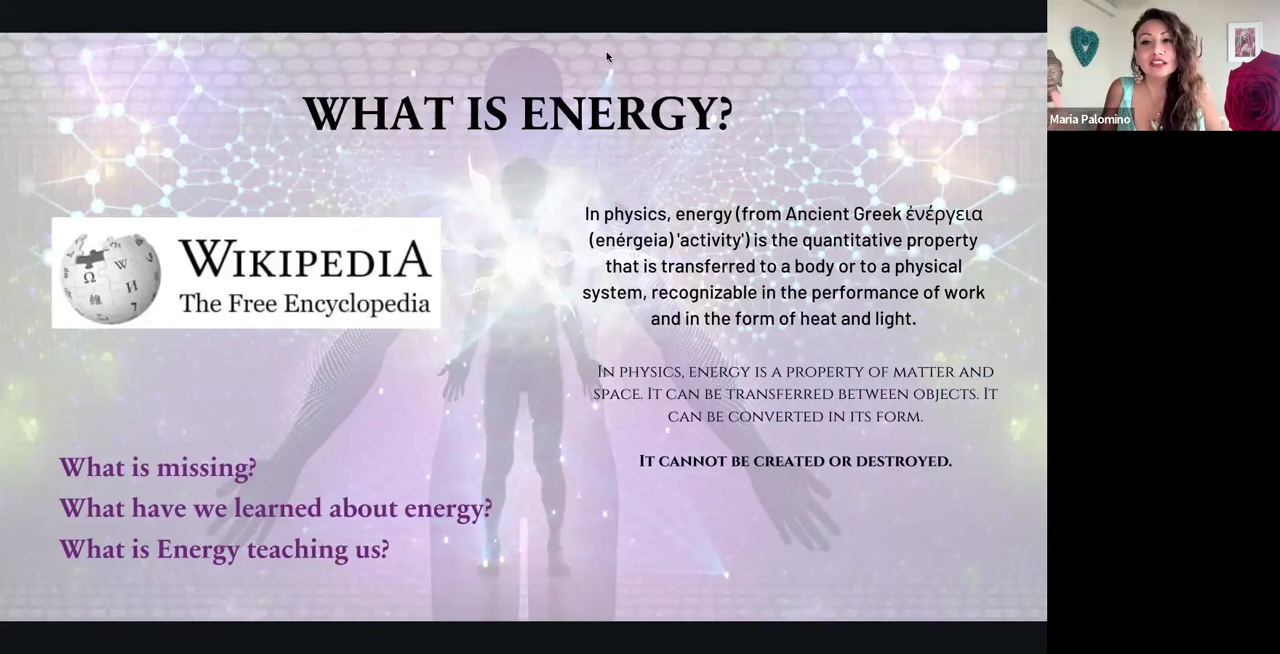 WHAT IS ENERGY?
WIKIPEDIA
The Free Encyclopedia
In physics, energy (from Ancient Greek ἐνέργεια
(enérgeia) 'activity') is the quantitative property
that is transferred to a body or to a physical
system, recognizable in the performance of work
and in the form of heat and light.
IN PHYSICS, ENERGY IS A PROPERTY OF MATTER AND
SPACE. IT CAN BE TRANSFERRED BETWEEN OBJECTS. IT
CAN BE CONVERTED IN ITS FORM.
IT CANNOT BE CREATED OR DESTROYED.
What is missing?
What have we learned about energy?
What is Energy teaching us?
Maria Palomino